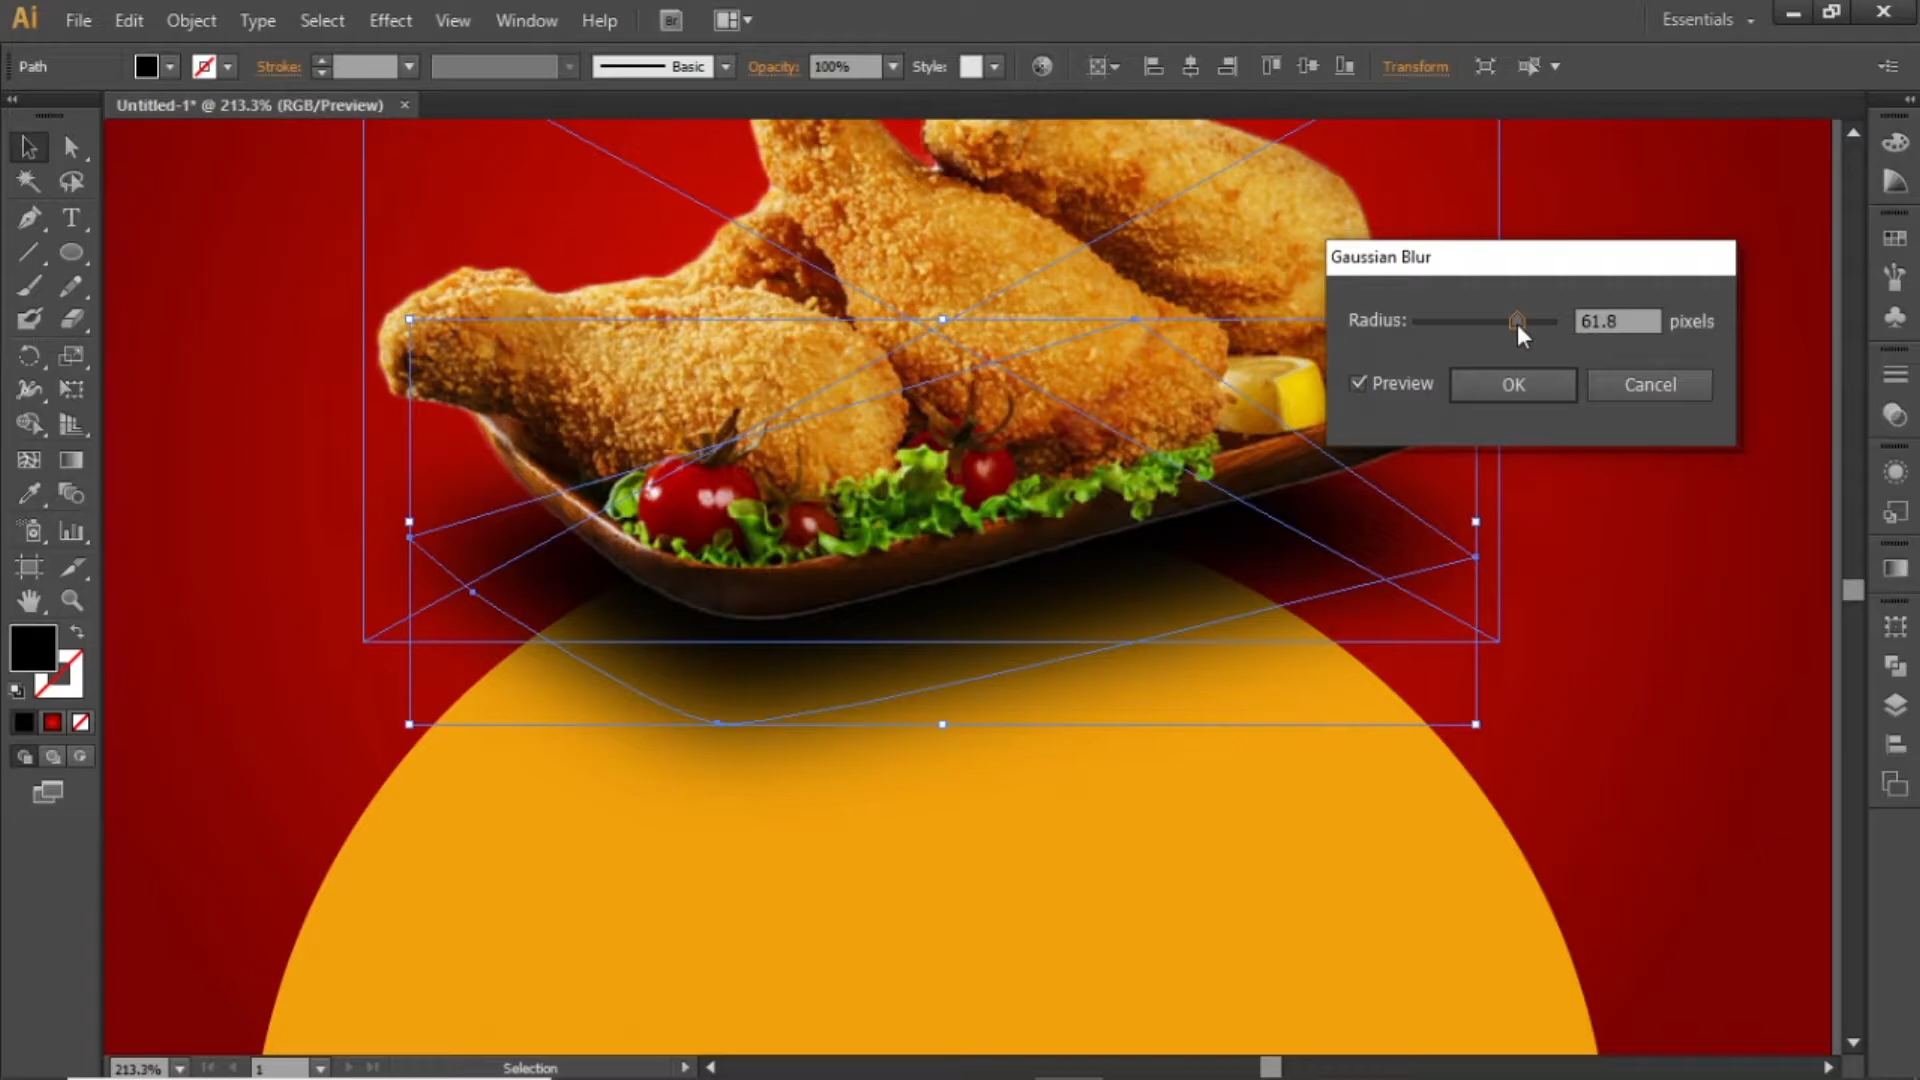 Ai File Edit Object Type Select Effect View Window Help Br Essentials
Path Stroke: Basic Opacity: 100% Style: Transform
Untitled-1* @ 213.3% (RGB/Preview) ×
T
Gaussian Blur
Radius: 61.8 pixels
Preview OK Cancel
213.3% 1 Selection